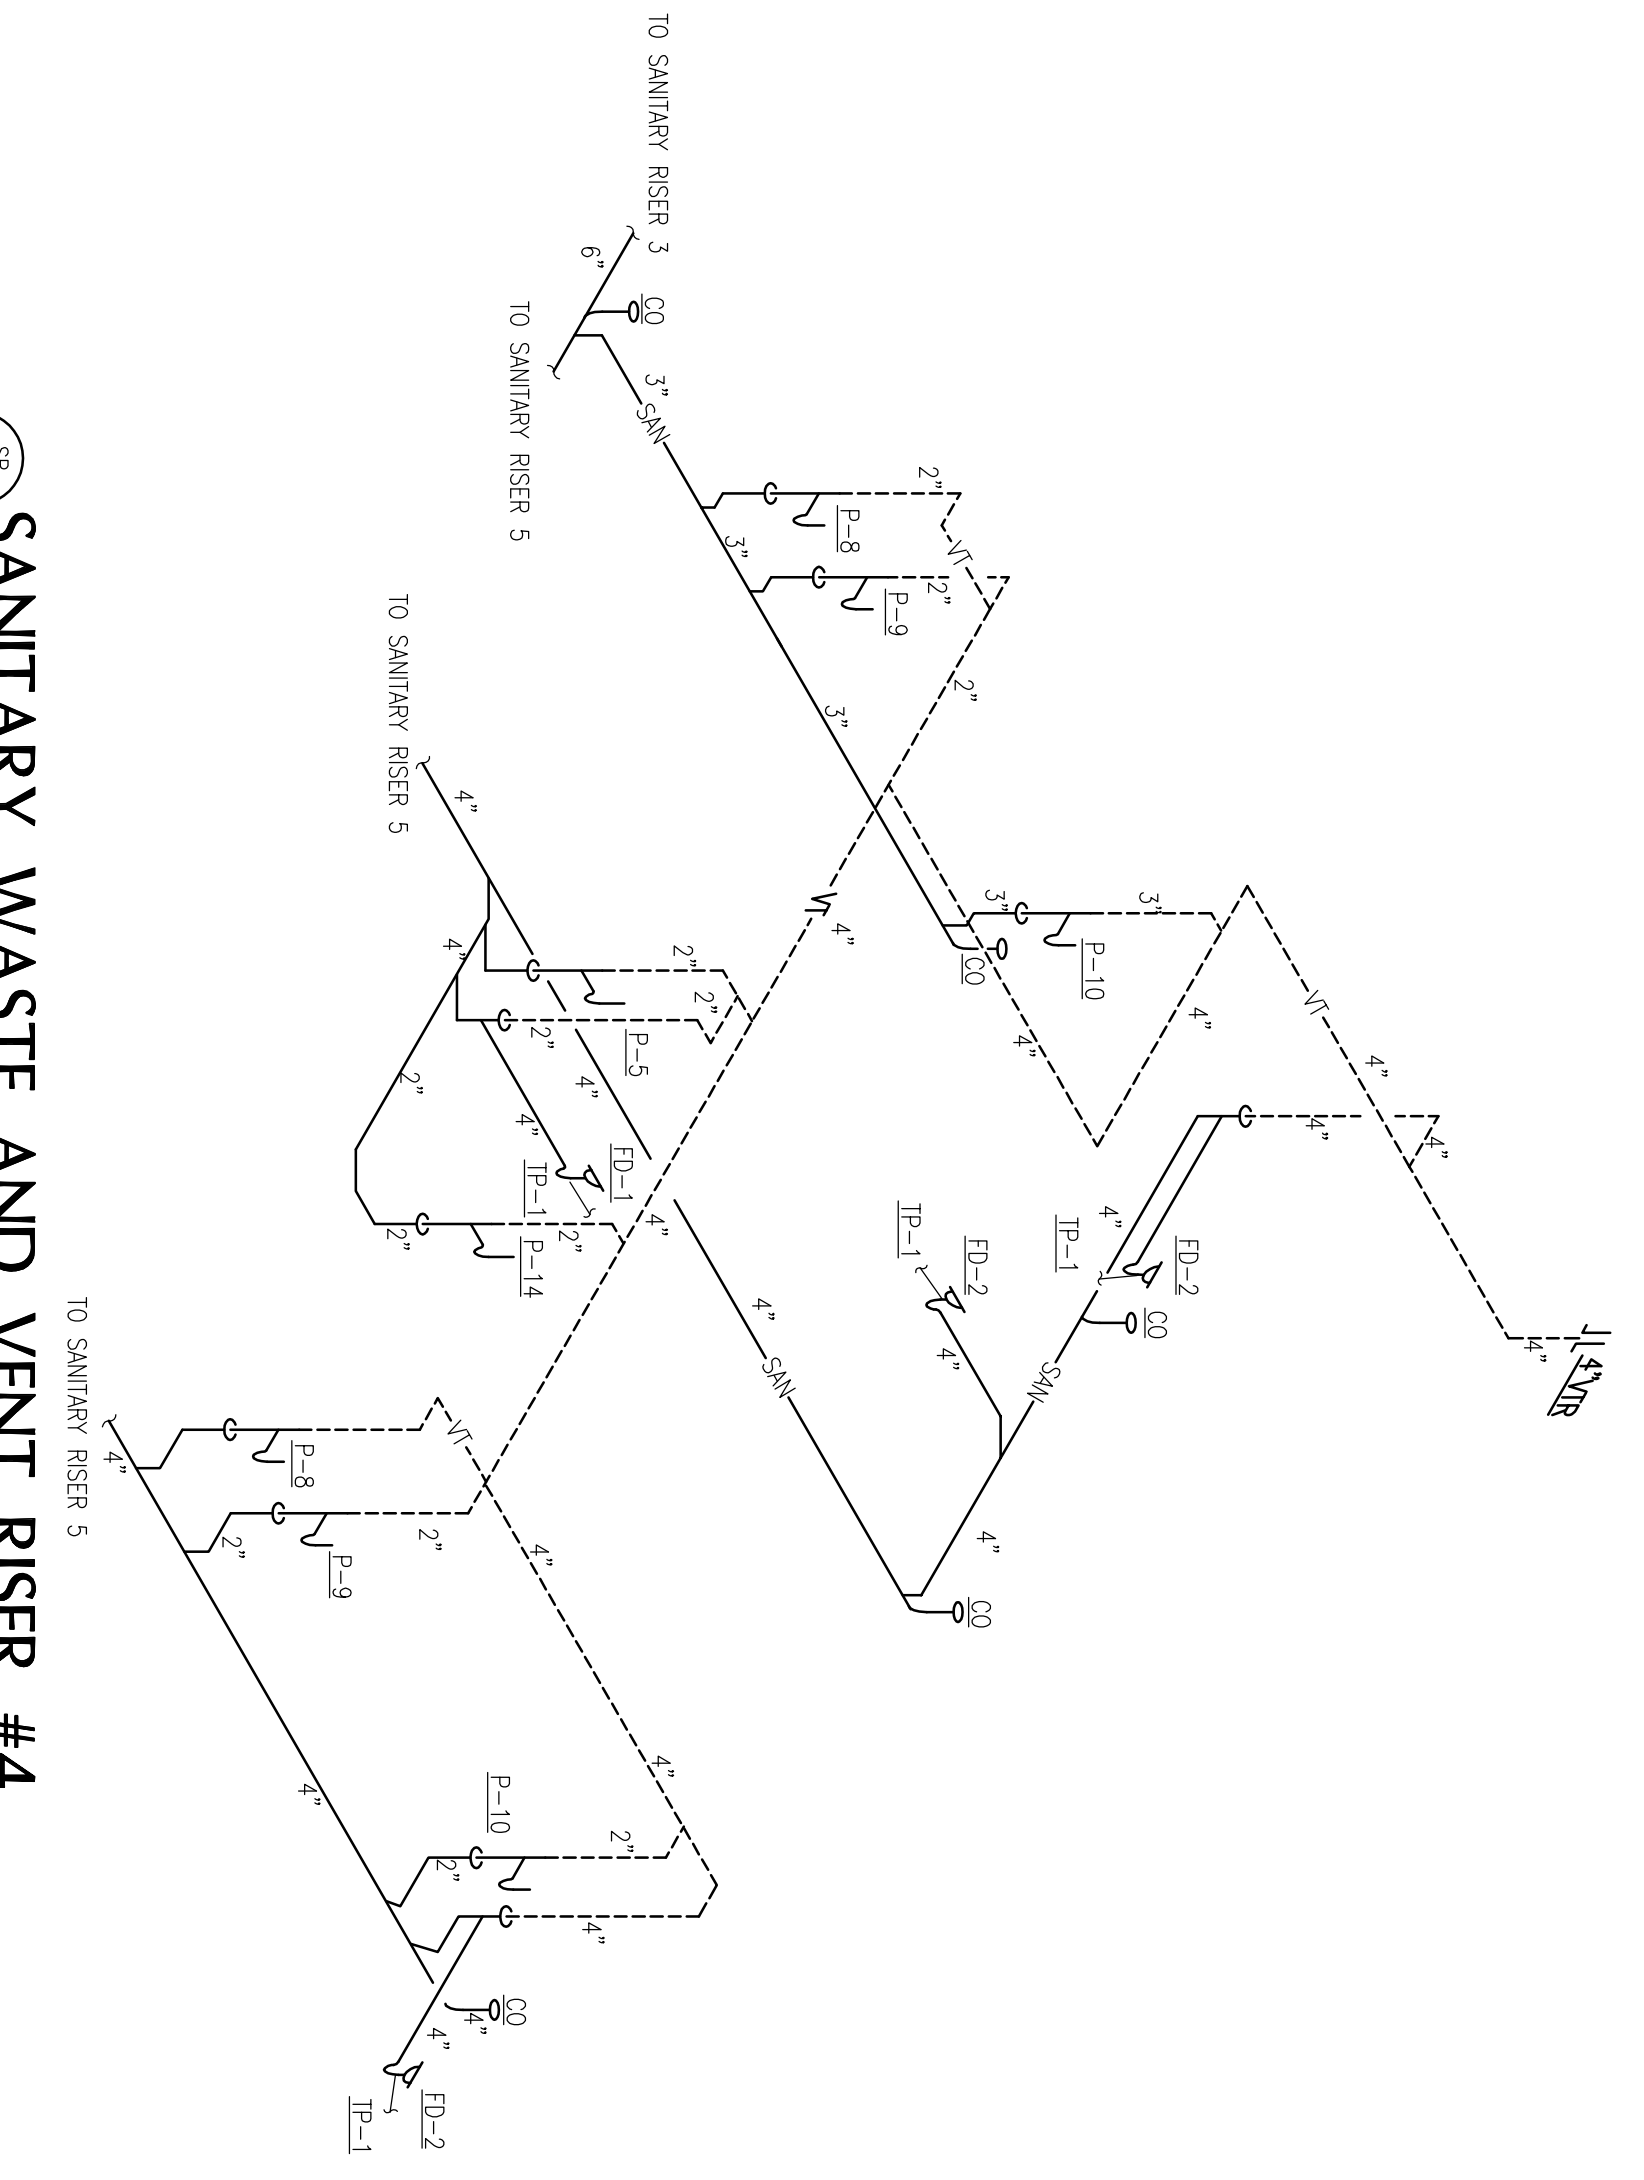 4" VTR
4"
4"
4"
VT
4"
4"
4"
FD-2
TP-1
CO
4"
SAN
FD-2
TP-1
4"
4"
CO
3"
3"
P-10
CO
4"
2"
VT
P-8
2"
P-9
2"
3"
3"
3"
SAN
TO SANITARY RISER 3
6"
CO
TO SANITARY RISER 5
VT
4"
2"
2"
P-5
2"
4"
4"
FD-1
TP-1
4"
4"
SAN
TO SANITARY RISER 5
4"
4"
2"
2"
2"
P-14
VT
P-8
2"
2"
P-9
4"
4"
TO SANITARY RISER 5
4"
4"
P-10
2"
2"
4"
CO
4"
4"
FD-2
TP-1
SR
SANITARY WASTE AND VENT RISER #4